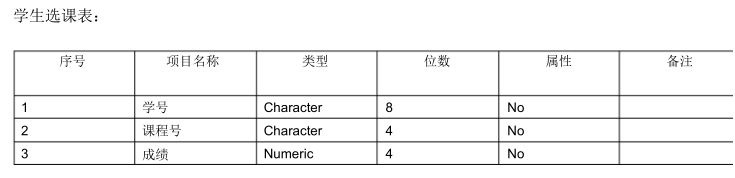 学生选课表：
序号 项目名称 类型 位数 属性 备注
1 学号 Character 8 No
2 课程号 Character 4 No
3 成绩 Numeric 4 No